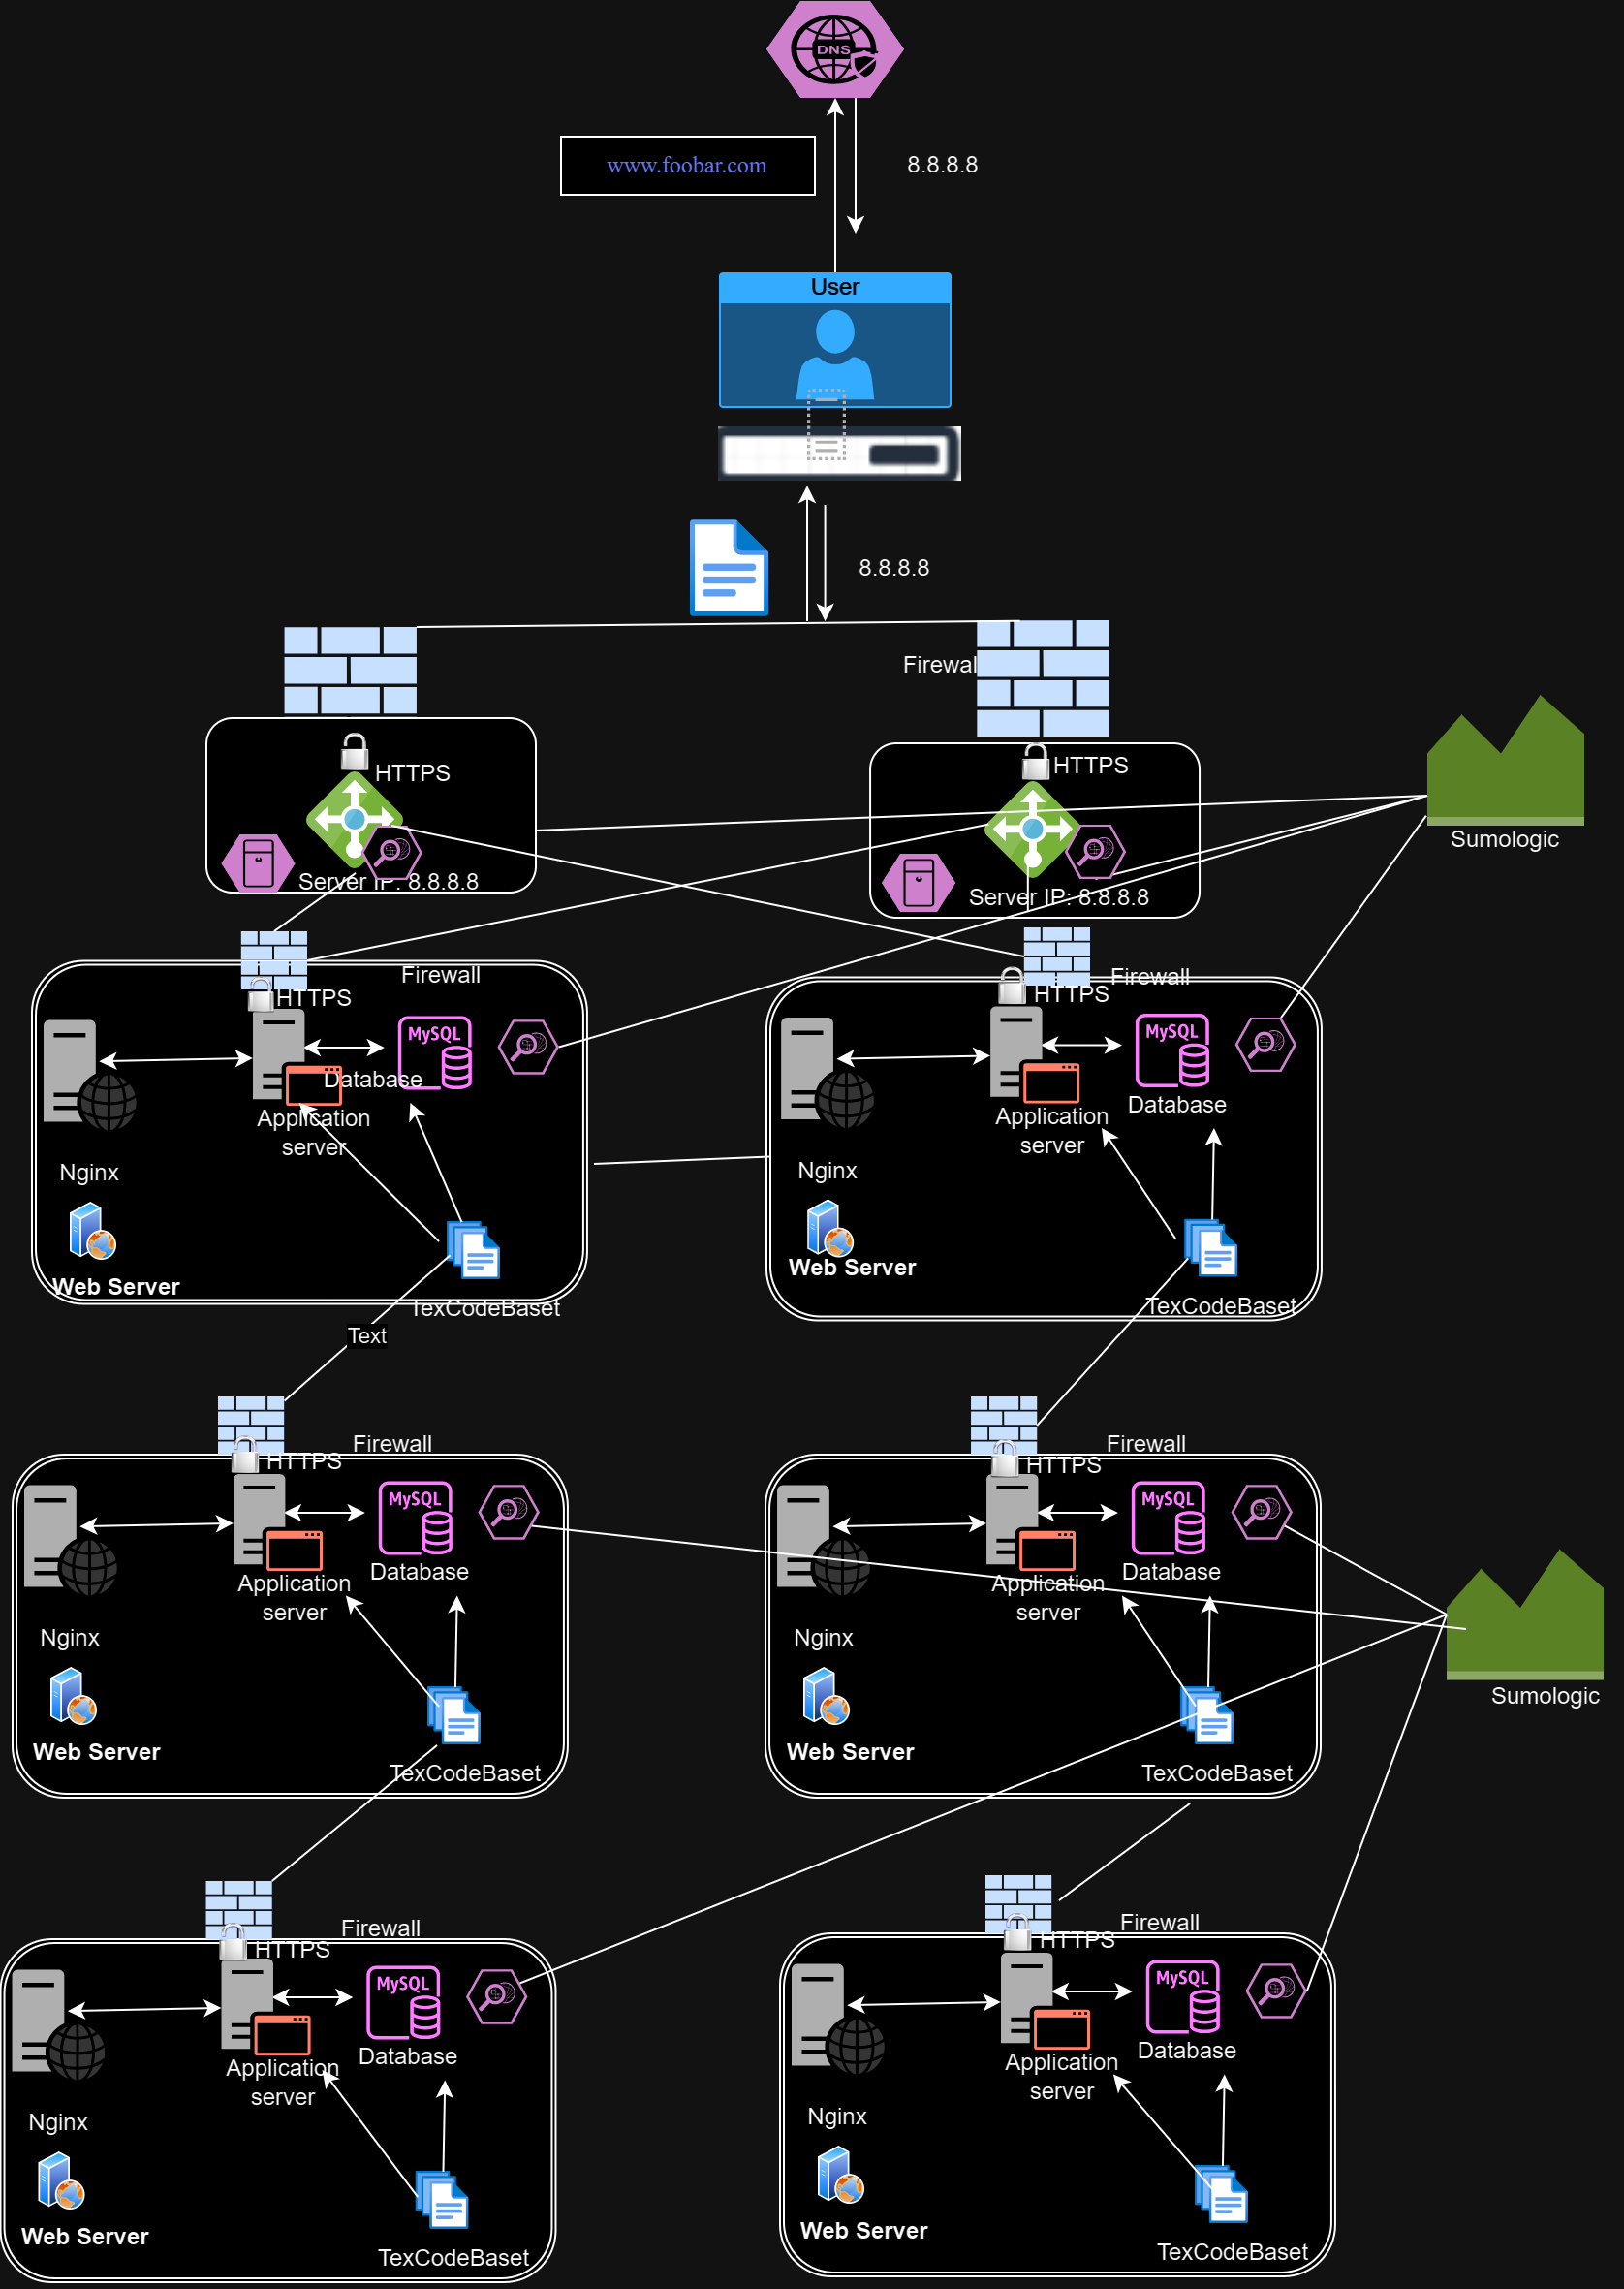 DNS
www.foobar.com
8.8.8.8
User
8.8.8.8
Firewal
HTTPS
HTTPS
Server IP: 8.8.8.8
Server IP: 8.8.8.8
Sumologic
Firewall
HTTPS
MySQL
Database
Application
server
Nginx
Web Server
TexCodeBaset
Firewall
HTTPS
MySQL
Database
Application
server
Nginx
Web Server
TexCodeBaset
Text
Firewall
HTTPS
MySQL
Database
Application
server
Nginx
Web Server
TexCodeBaset
Firewall
HTTPS
MySQL
Database
Application
server
Nginx
Web Server
TexCodeBaset
Sumologic
Firewall
HTTPS
MySQL
Database
Application
server
Nginx
Web Server
TexCodeBaset
Firewall
HTTPS
MySQL
Database
Application
server
Nginx
Web Server
TexCodeBaset